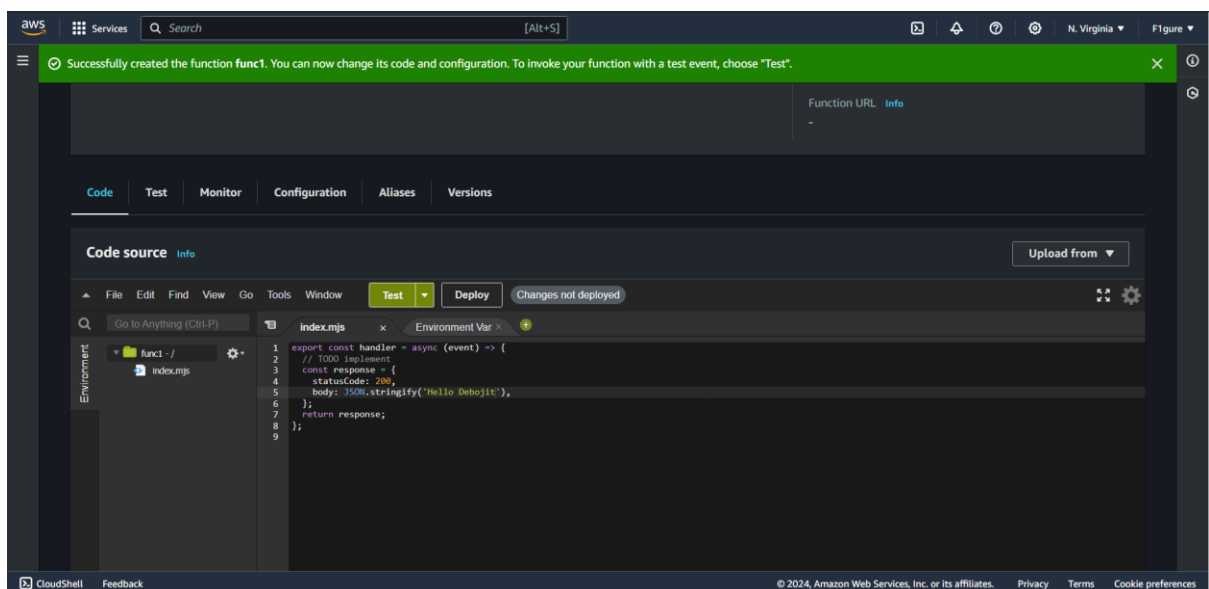 aws Services Search [Alt+S] N. Virginia ▼ F1gure ▼
Successfully created the function func1. You can now change its code and configuration. To invoke your function with a test event, choose "Test".
Function URL Info
-
Code Test Monitor Configuration Aliases Versions
Code source Info Upload from ▼
File Edit Find View Go Tools Window Test Deploy Changes not deployed
Go to Anything (Ctrl-P) index.mjs × Environment Var ×
Environment
func1 - /
index.mjs
1 export const handler = async (event) => {
2 // TODO implement
3 const response = {
4 statusCode: 200,
5 body: JSON.stringify('Hello Debojit'),
6 };
7 return response;
8 };
9
CloudShell Feedback © 2024, Amazon Web Services, Inc. or its affiliates. Privacy Terms Cookie preferences